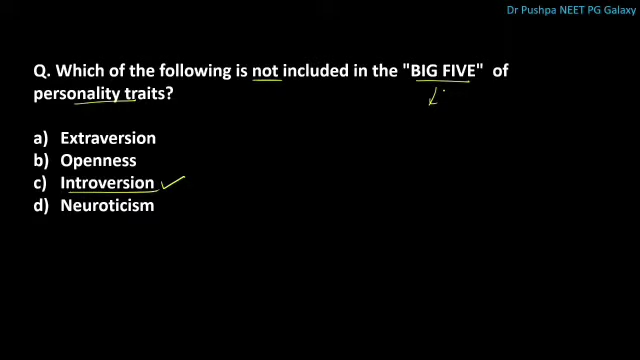 Dr Pushpa NEET PG Galaxy
Q. Which of the following is not included in the "BIG FIVE" of
personality traits?
a) Extraversion
b) Openness
c) Introversion
d) Neuroticism